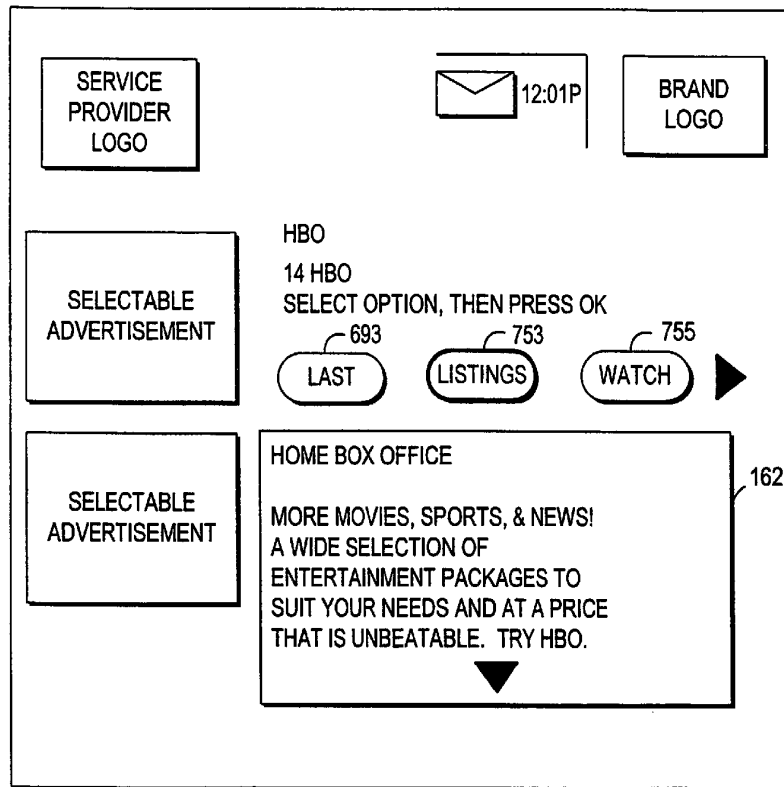 SERVICE
PROVIDER
LOGO
12:01P
BRAND
LOGO
SELECTABLE
ADVERTISEMENT
HBO
14 HBO
SELECT OPTION, THEN PRESS OK
693
753
755
LAST
LISTINGS
WATCH
SELECTABLE
ADVERTISEMENT
HOME BOX OFFICE
162
MORE MOVIES, SPORTS, & NEWS!
A WIDE SELECTION OF
ENTERTAINMENT PACKAGES TO
SUIT YOUR NEEDS AND AT A PRICE
THAT IS UNBEATABLE. TRY HBO.